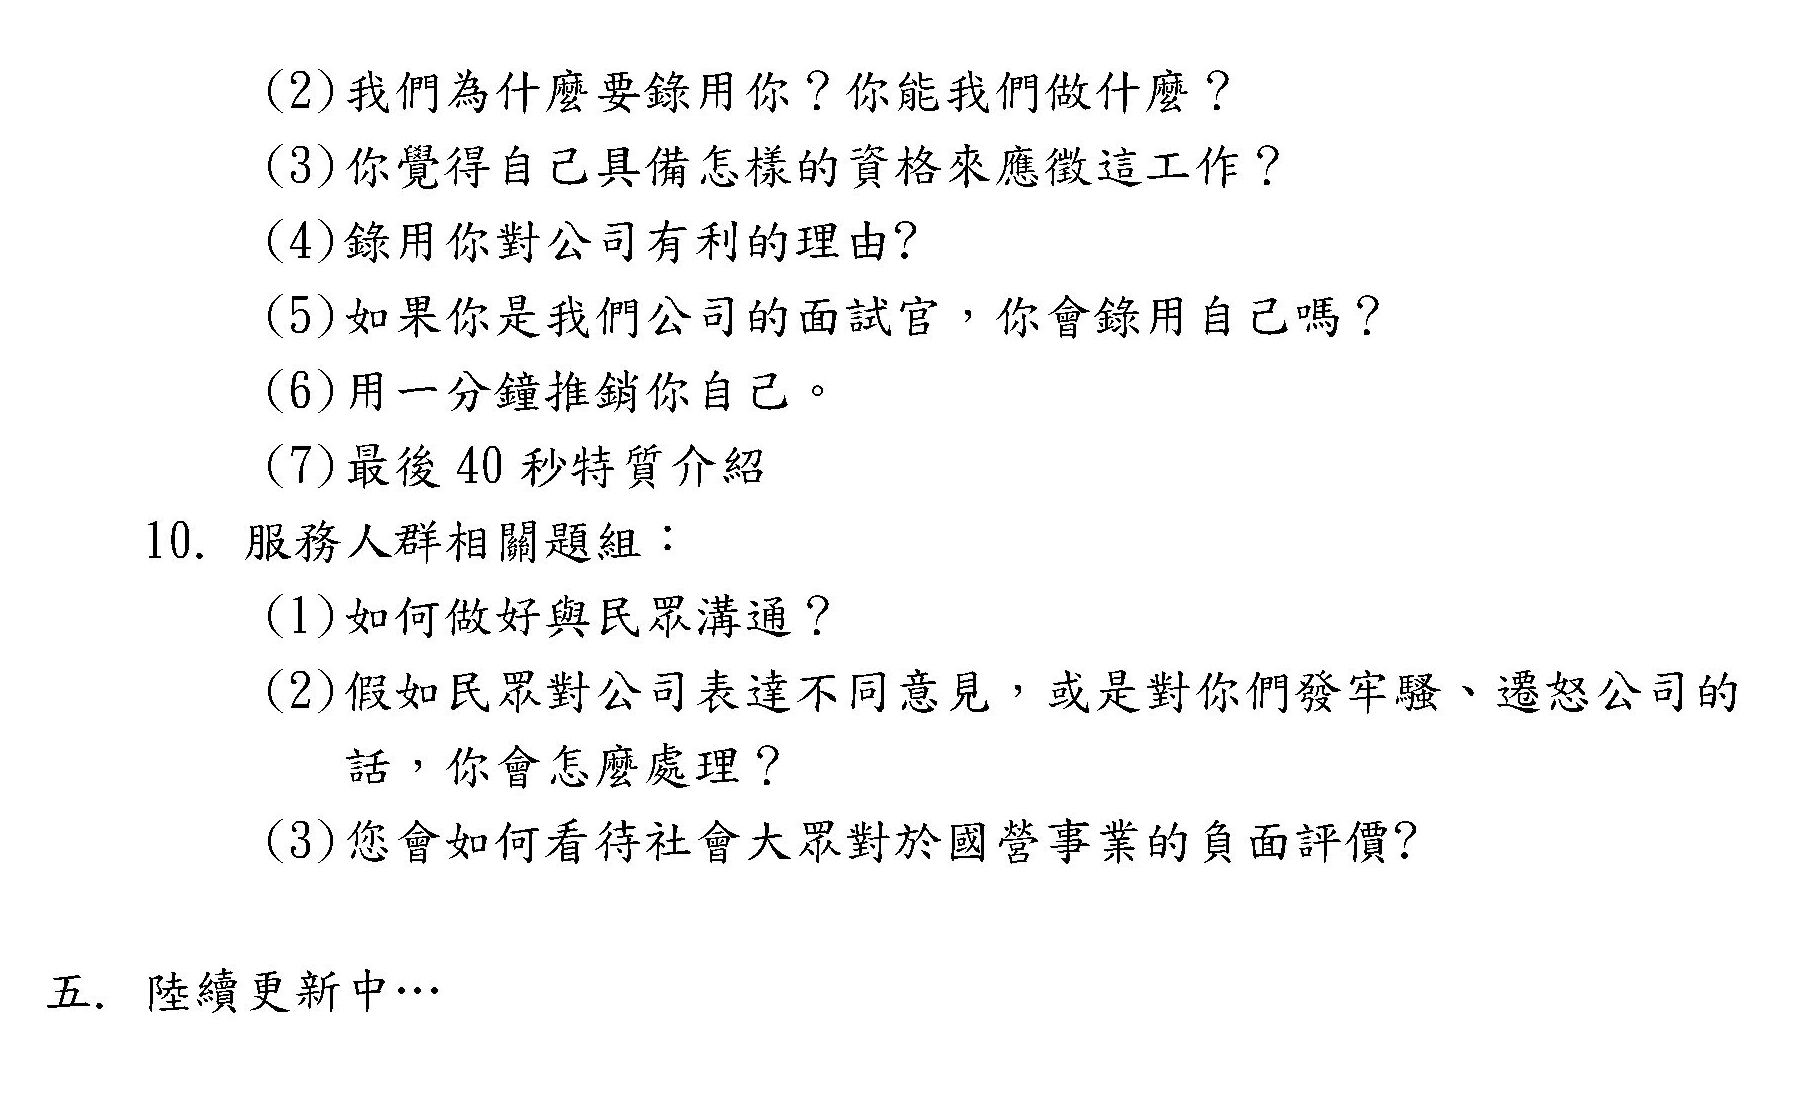 (2)我們為什麼要錄用你？你能我們做什麼？
(3)你覺得自己具備怎樣的資格來應徵這工作？
(4)錄用你對公司有利的理由?
(5)如果你是我們公司的面試官，你會錄用自己嗎？
(6)用一分鐘推銷你自己。
(7)最後 40 秒特質介紹
10. 服務人群相關題組：
(1)如何做好與民眾溝通？
(2)假如民眾對公司表達不同意見，或是對你們發牢騷、遷怒公司的
話，你會怎麼處理？
(3)您會如何看待社會大眾對於國營事業的負面評價?
五. 陸續更新中…